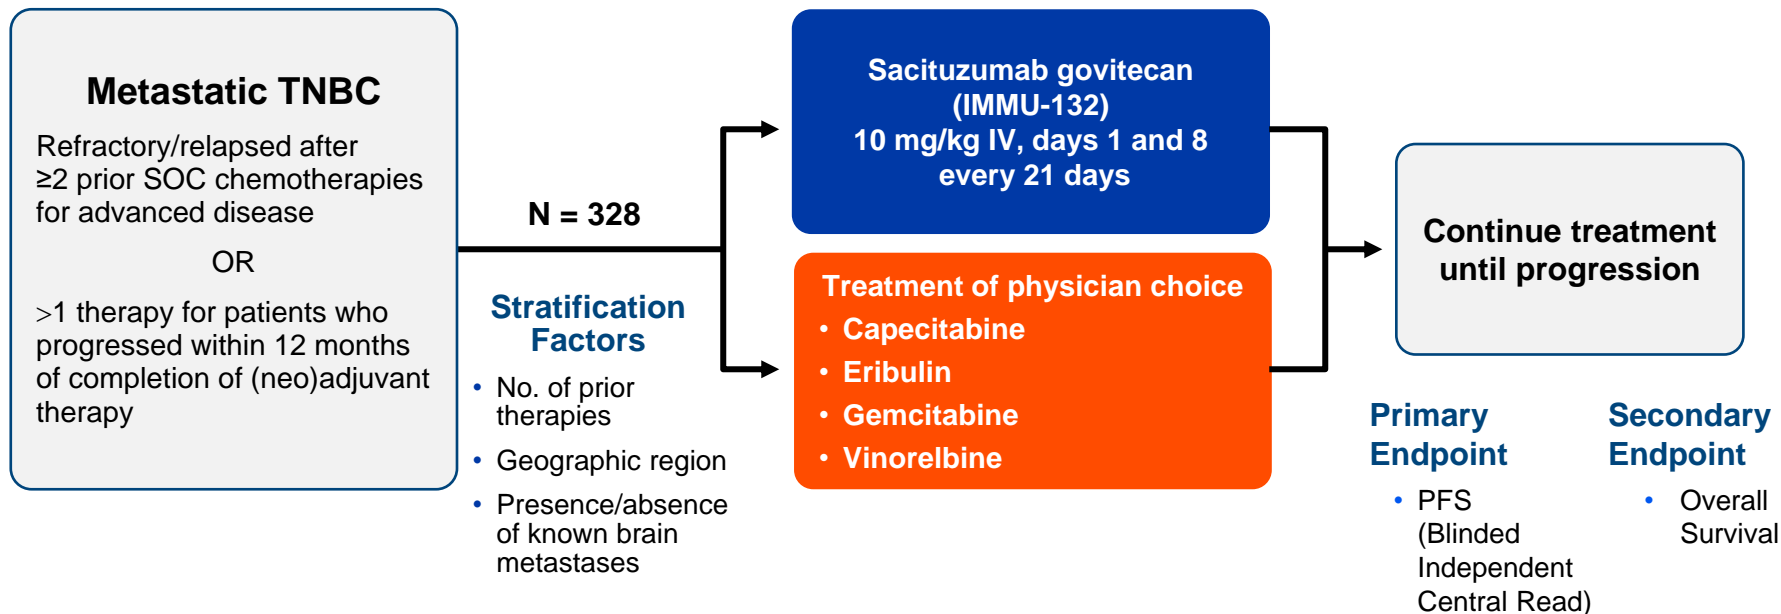 Metastatic TNBC
Refractory/relapsed after
≥2 prior SOC chemotherapies
for advanced disease
OR
>1 therapy for patients who
progressed within 12 months
of completion of (neo)adjuvant
therapy
N = 328
Stratification
Factors
• No. of prior
therapies
• Geographic region
• Presence/absence
of known brain
metastases
Sacituzumab govitecan
(IMMU-132)
10 mg/kg IV, days 1 and 8
every 21 days
Treatment of physician choice
• Capecitabine
• Eribulin
• Gemcitabine
• Vinorelbine
Continue treatment
until progression
Primary
Endpoint
• PFS
(Blinded
Independent
Central Read)
Secondary
Endpoint
• Overall
Survival